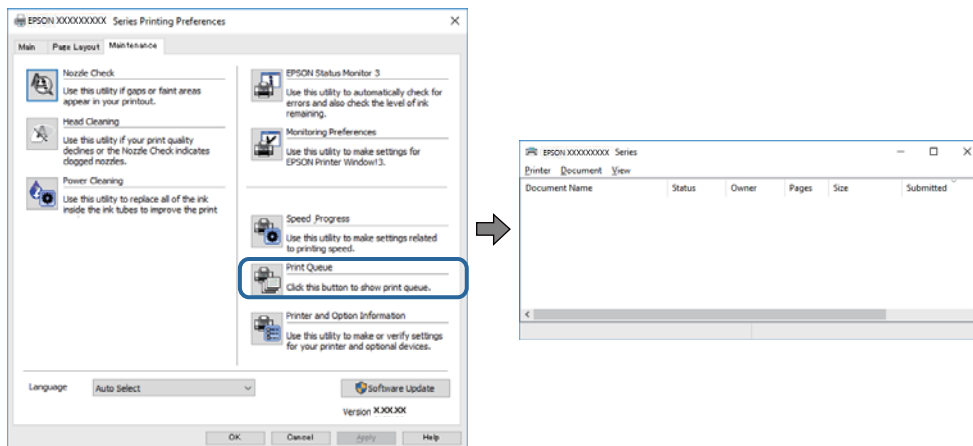 EPSON XXXXXXXXX Series Printing Preferences
Main Page Layout Maintenance
Nozzle Check
Use this utility if gaps or faint areas
appear in your printout.
Head Cleaning
Use this utility if your print quality
declines or the Nozzle Check indicates
clogged nozzles.
Power Cleaning
Use this utility to replace all of the ink
inside the ink tubes to improve the print
EPSON Status Monitor 3
Use this utility to automatically check for
errors and also check the level of ink
remaining.
Monitoring Preferences
Use this utility to make settings for
EPSON Printer Window!3.
Speed_Progress
Use this utility to make settings related
to printing speed.
Print Queue
Click this button to show print queue.
Printer and Option Information
Use this utility to make or verify settings
for your printer and optional devices.
Language Auto Select
Software Update
Version X.XX.XX
OK Cancel Apply Help
EPSON XXXXXXXXX Series
Printer Document View
Document Name Status Owner Pages Size Submitted